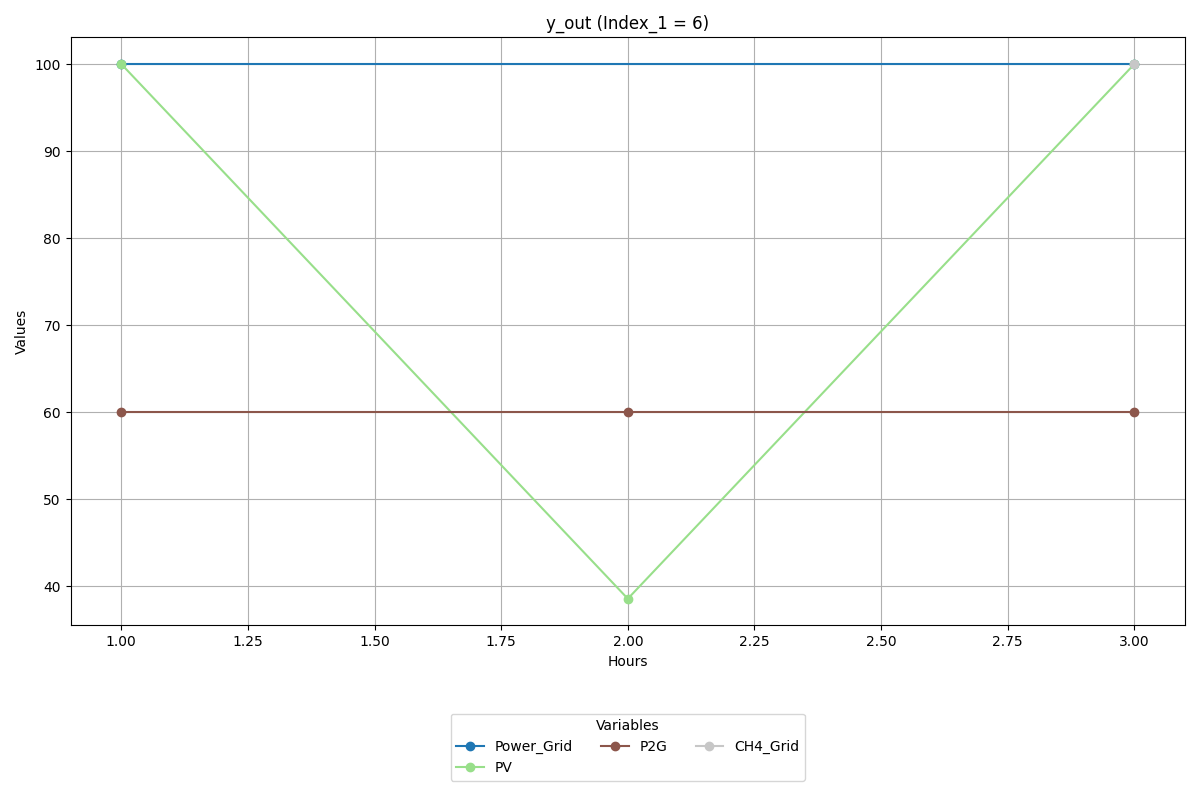 y_out (Index_1 = 6)
100
90
80
70
60
50
40
Values
1.00 1.25 1.50 1.75 2.00 2.25 2.50 2.75 3.00
Hours
Variables
Power_Grid P2G CH4_Grid
PV